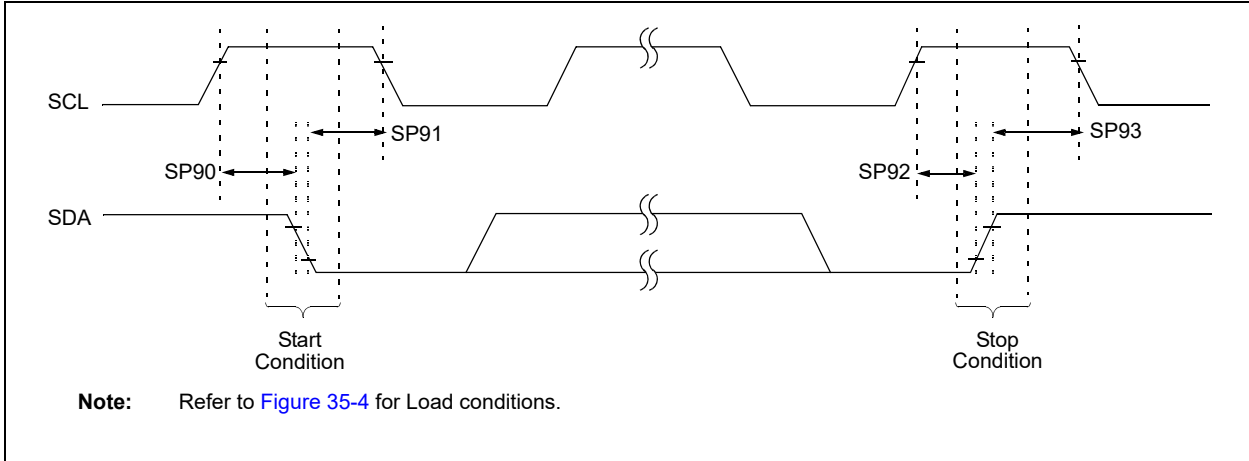 SCL
SP91
SP93
SP90
SP92
SDA
Start
Condition
Stop
Condition
Note: Refer to Figure 35-4 for Load conditions.